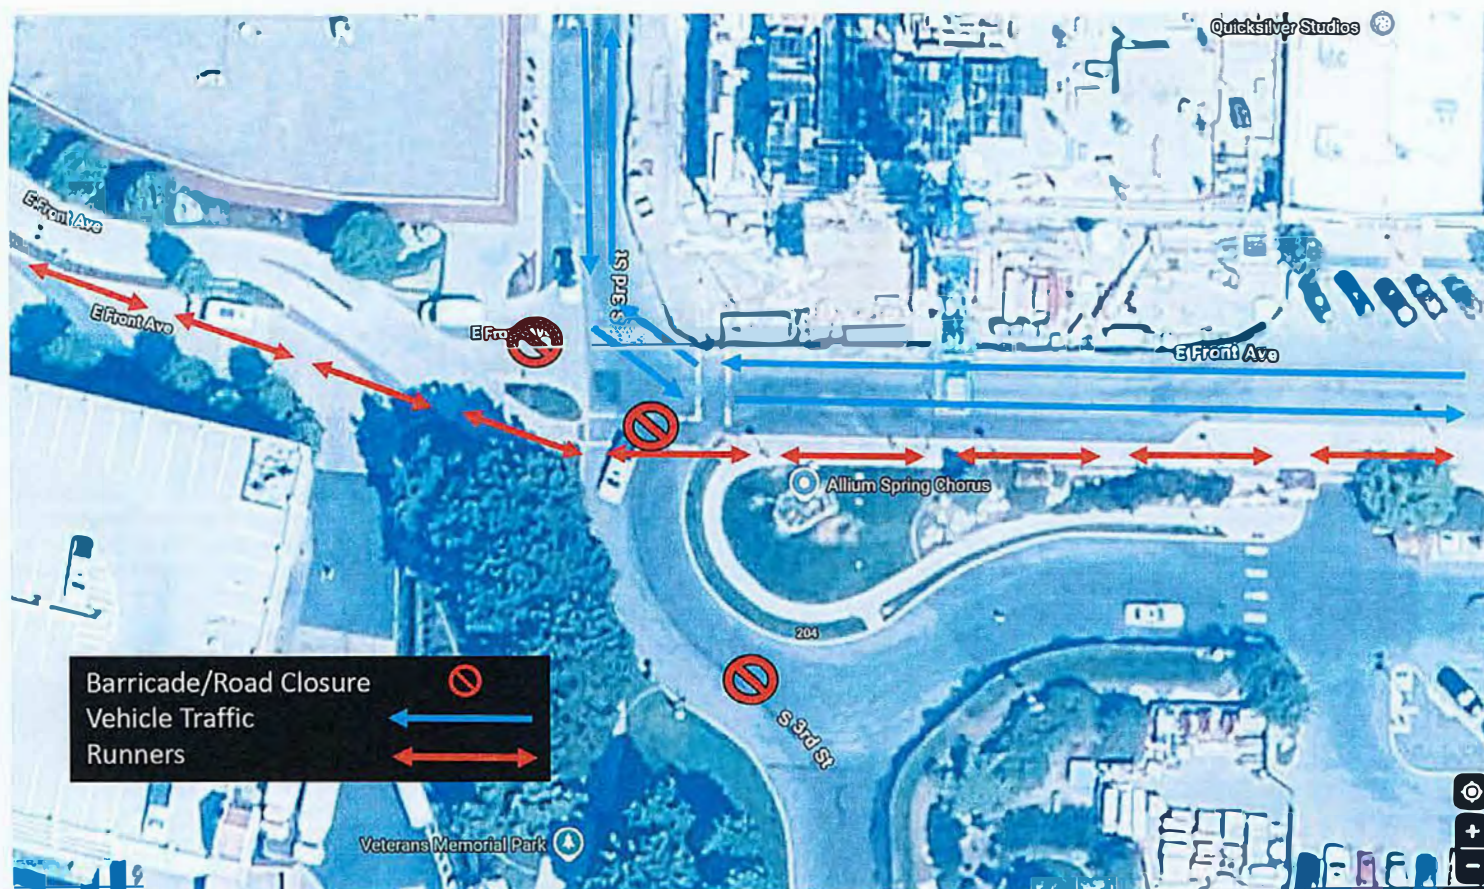 Quicksilver Studios
E Front Ave
S 3rd St
E Front Ave
E Fro
E Front Ave
Allium Spring Chorus
204
S 3rd St
Barricade/Road Closure
Vehicle Traffic
Runners
Veterans Memorial Park